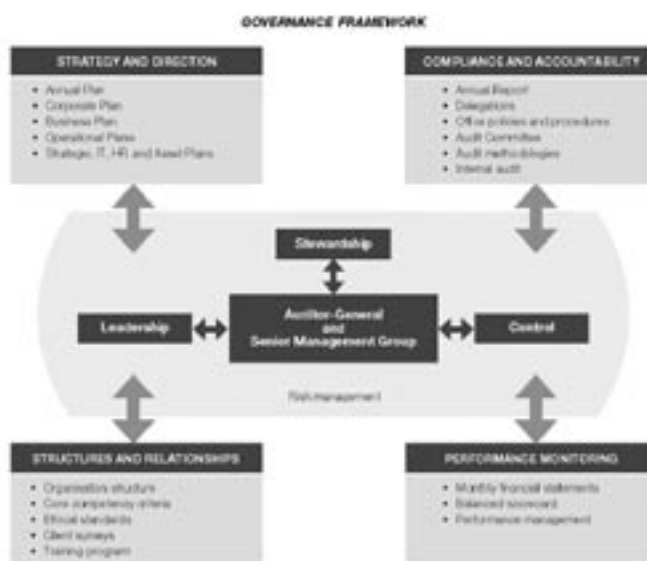 GOVERNANCE FRAMEWORK
STRATEGY AND DIRECTION
• Annual Plan
• Corporate Plan
• Business Plan
• Operational Plans
• Strategic, IT, HR and Asset Plans
COMPLIANCE AND ACCOUNTABILITY
• Annual Report
• Delegations
• Office policies and procedures
• Audit Committee
• Audit methodologies
• Internal audit
Stewardship
Leadership
Auditor-General
and
Senior Management Group
Control
Risk management
STRUCTURES AND RELATIONSHIPS
• Organisation structure
• Core competency criteria
• Ethical standards
• Client surveys
• Training program
PERFORMANCE MONITORING
• Monthly financial statements
• Balanced scorecard
• Performance management